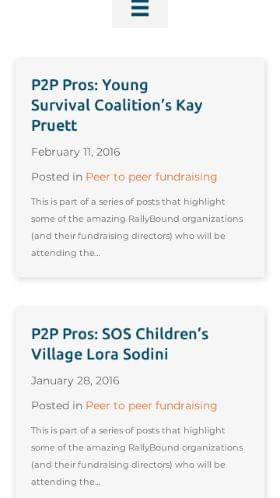 P2P Pros: Young
Survival Coalition's Kay
Pruett
February 11, 2016
Posted in Peer to peer fundraising
This is part of a series of posts that highlight
some of the amazing RallyBound organizations
(and their fundraising directors) who will be
attending the...
P2P Pros: SOS Children's
Village Lora Sodini
January 28, 2016
Posted in Peer to peer fundraising
This is part of a series of posts that highlight
some of the amazing RallyBound organizations
(and their fundraising directors) who will be
attending the...